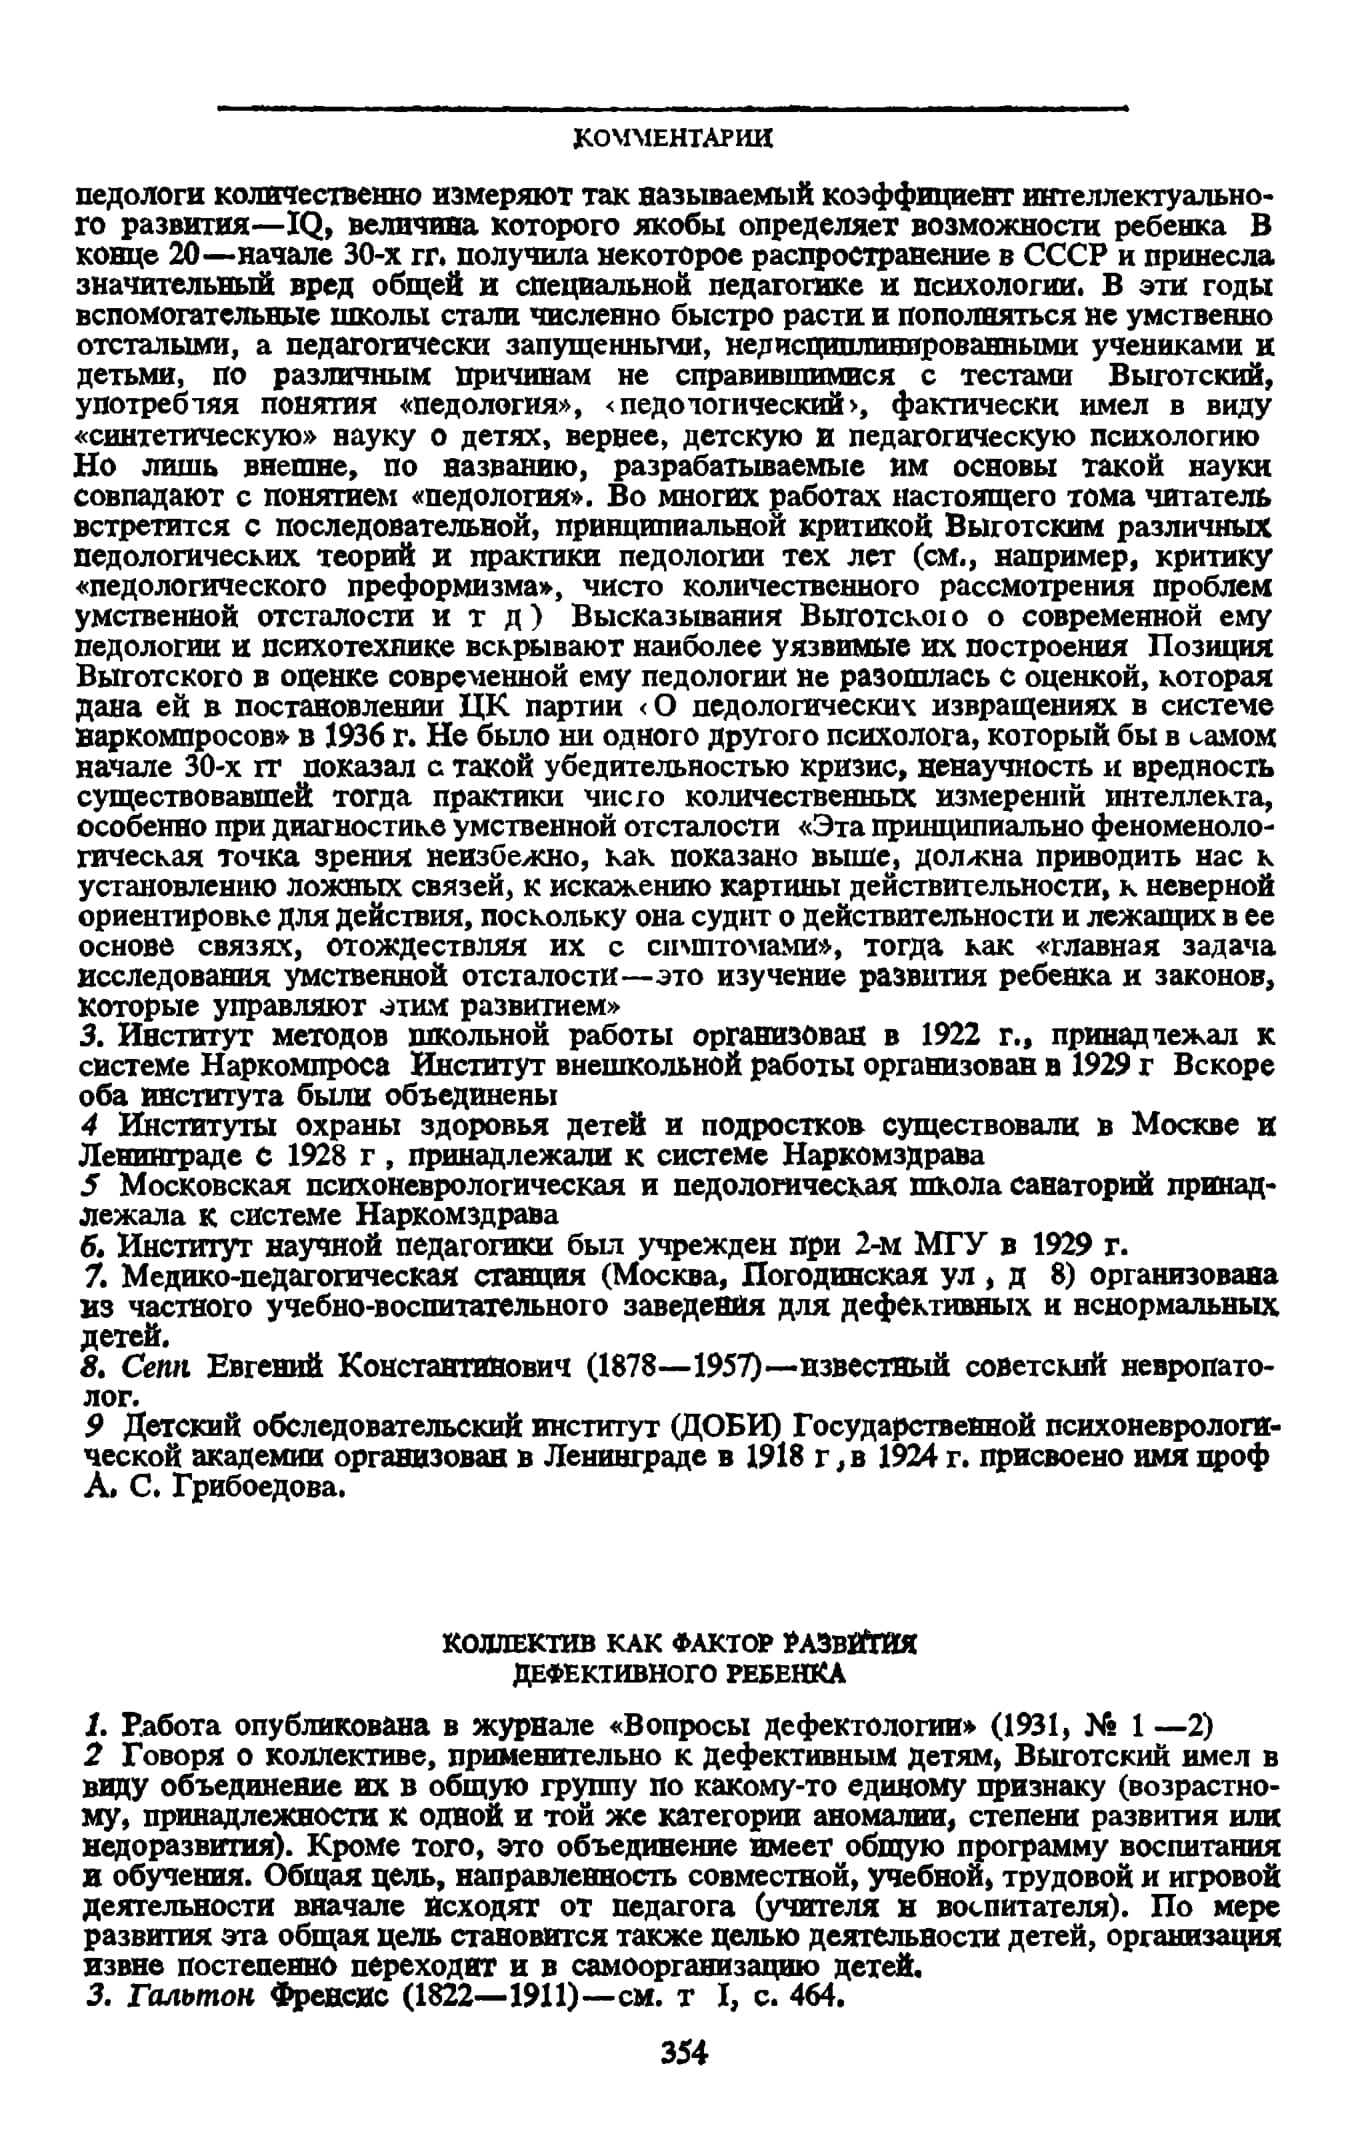 КОММЕНТАРИИ
педологи количественно измеряют так называемый коэффициент интеллектуально-
го развития—IQ, величина которого якобы определяет возможности ребенка В
конце 20—начале 30-х гг. получила некоторое распространение в СССР и принесла
значительный вред общей и специальной педагогике и психологии. В эти годы
вспомогательные школы стали численно быстро расти и пополняться не умственно
отсталыми, а педагогически запущенными, недисциплинированными учениками и
детьми, по различным причинам не справившимися с тестами Выготский,
употребляя понятия «педология», «педологический», фактически имел в виду
«синтетическую» науку о детях, вернее, детскую и педагогическую психологию
Но лишь внешне, по названию, разрабатываемые им основы такой науки
совпадают с понятием «педология». Во многих работах настоящего тома читатель
встретится с последовательной, принципиальной критикой Выготским различных
педологических теорий и практики педологии тех лет (см., например, критику
«педологического преформизма», чисто количественного рассмотрения проблем
умственной отсталости и т д ) Высказывания Выготского о современной ему
педологии и психотехнике вскрывают наиболее уязвимые их построения Позиция
Выготского в оценке современной ему педологии не разошлась с оценкой, которая
дана ей в постановлении ЦК партии «О педологических извращениях в системе
наркомпросов» в 1936 г. Не было ни одного другого психолога, который бы в самом
начале 30-х гг показал с такой убедительностью кризис, ненаучность и вредность
существовавшей тогда практики чисто количественных измерений интеллекта,
особенно при диагностике умственной отсталости «Эта принципиально феноменоло-
гическая точка зрения неизбежно, как показано выше, должна приводить нас к
установлению ложных связей, к искажению картины действительности, к неверной
ориентировке для действия, поскольку она судит о действительности и лежащих в ее
основе связях, отождествляя их с симптомами», тогда как «главная задача
исследования умственной отсталости—это изучение развития ребенка и законов,
которые управляют этим развитием»
3. Институт методов школьной работы организован в 1922 г., принадлежал к
системе Наркомпроса Институт внешкольной работы организован в 1929 г Вскоре
оба института были объединены
4 Институты охраны здоровья детей и подростков существовали в Москве и
Ленинграде с 1928 г , принадлежали к системе Наркомздрава
5 Московская психоневрологическая и педологическая школа санаторий принад-
лежала к системе Наркомздрава
6. Институт научной педагогики был учрежден при 2-м МГУ в 1929 г.
7. Медико-педагогическая станция (Москва, Погодинская ул , д 8) организована
из частного учебно-воспитательного заведения для дефективных и ненормальных
детей.
8. Сепп Евгений Константинович (1878—1957)—известный советский невропато-
лог.
9 Детский обследовательский институт (ДОБИ) Государственной психоневрологи-
ческой академии организован в Ленинграде в 1918 г ,в 1924 г. присвоено имя проф
А. С. Грибоедова.
КОЛЛЕКТИВ КАК ФАКТОР РАЗВИТИЯ
ДЕФЕКТИВНОГО РЕБЕНКА
1. Работа опубликована в журнале «Вопросы дефектологии» (1931, № 1 —2)
2 Говоря о коллективе, применительно к дефективным детям, Выготский имел в
виду объединение их в общую группу по какому-то единому признаку (возрастно-
му, принадлежности к одной и той же категории аномалии, степени развития или
недоразвития). Кроме того, это объединение имеет общую программу воспитания
и обучения. Общая цель, направленность совместной, учебной, трудовой и игровой
деятельности вначале исходят от педагога (учителя и воспитателя). По мере
развития эта общая цель становится также целью деятельности детей, организация
извне постепенно переходит и в самоорганизацию детей.
3. Гальтон Френсис (1822—1911)—см. т I, с. 464.
354